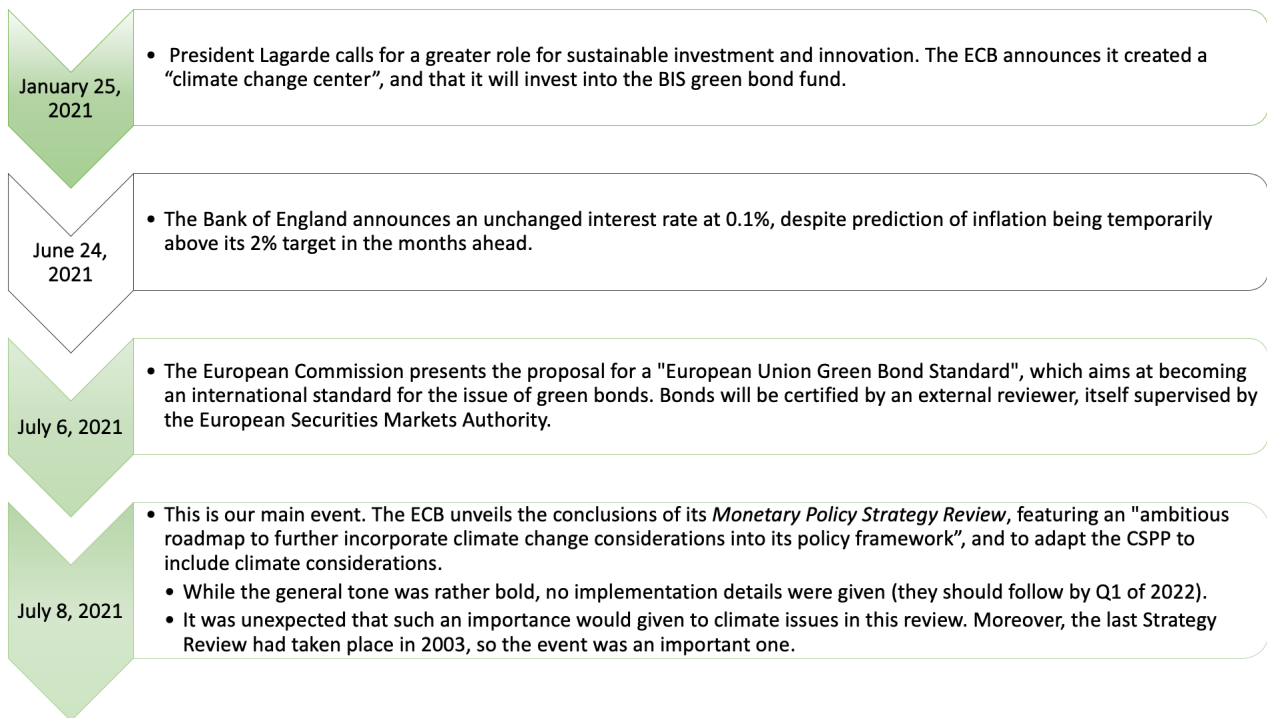 January 25,
2021
• President Lagarde calls for a greater role for sustainable investment and innovation. The ECB announces it created a
“climate change center”, and that it will invest into the BIS green bond fund.
June 24,
2021
• The Bank of England announces an unchanged interest rate at 0.1%, despite prediction of inflation being temporarily
above its 2% target in the months ahead.
July 6, 2021
• The European Commission presents the proposal for a "European Union Green Bond Standard", which aims at becoming
an international standard for the issue of green bonds. Bonds will be certified by an external reviewer, itself supervised by
the European Securities Markets Authority.
July 8, 2021
• This is our main event. The ECB unveils the conclusions of its Monetary Policy Strategy Review, featuring an "ambitious
roadmap to further incorporate climate change considerations into its policy framework”, and to adapt the CSPP to
include climate considerations.
• While the general tone was rather bold, no implementation details were given (they should follow by Q1 of 2022).
• It was unexpected that such an importance would given to climate issues in this review. Moreover, the last Strategy
Review had taken place in 2003, so the event was an important one.